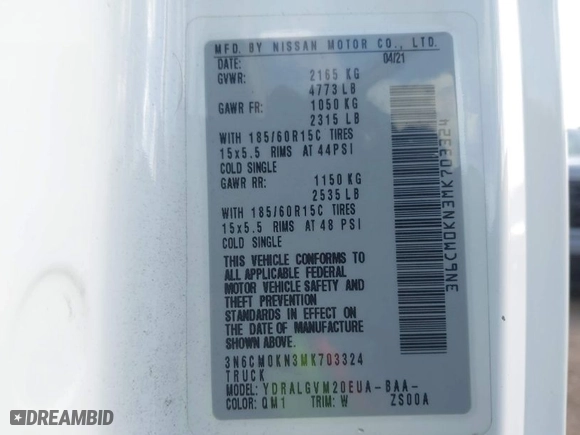 MFD. BY NISSAN MOTOR CO., LTD.
DATE: 04/21
GVWR: 2165 KG
4773 LB
GAWR FR: 1050 KG
2315 LB
WITH 185/60R15C TIRES
15x5.5 RIMS AT 44PSI
COLD SINGLE
GAWR RR: 1150 KG
2535 LB
WITH 185/60R15C TIRES
15x5.5 RIMS AT 48 PSI
COLD SINGLE
THIS VEHICLE CONFORMS TO
ALL APPLICABLE FEDERAL
MOTOR VEHICLE SAFETY AND
THEFT PREVENTION
STANDARDS IN EFFECT ON
THE DATE OF MANUFACTURE
SHOWN ABOVE.
3N6CM0KN3MK703324
TRUCK
MODEL: YDRALGVM20EUA-BAA-
COLOR: QM1 TRIM: W ZS00A
3N6CM0KN3MK703324
DREAMBID